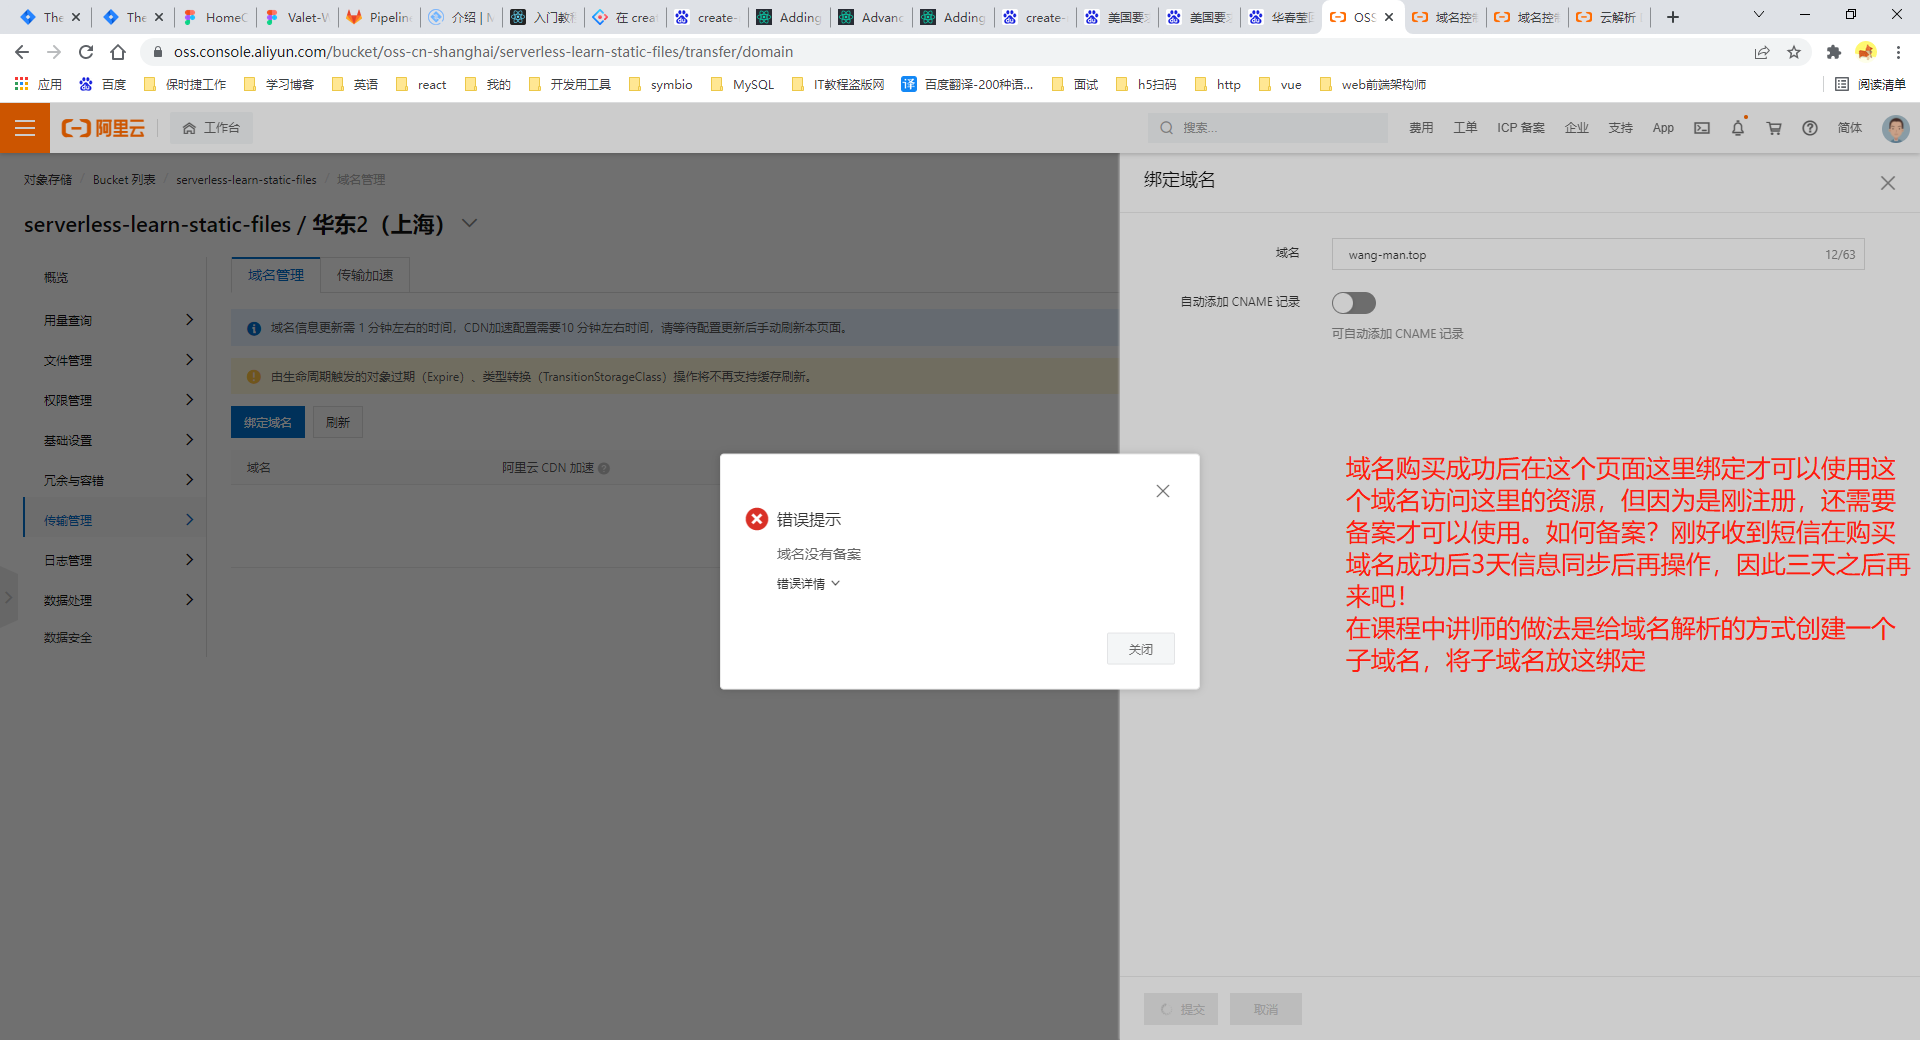 The
The
HomeC
Valet-W
Pipelin
介绍 | N
入门教
在 crea
create-
Adding
Advanc
Adding
create-
美国要求
美国要求
华春莹
OSS
域名控
域名控
云解析
oss.console.aliyun.com/bucket/oss-cn-shanghai/serverless-learn-static-files/transfer/domain
应用
百度
保时捷工作
学习博客
英语
react
我的
开发用工具
symbio
MySQL
IT教程盗版网
译
百度翻译-200种语...
面试
h5扫码
http
vue
web前端架构师
阅读清单
阿里云
工作台
搜索...
费用
工单
ICP 备案
企业
支持
App
简体
对象存储 / Bucket 列表 / serverless-learn-static-files / 域名管理
serverless-learn-static-files / 华东2（上海）
概览
用量查询
文件管理
权限管理
基础设置
冗余与容错
传输管理
日志管理
数据处理
数据安全
域名管理
传输加速
域名信息更新需 1 分钟左右的时间，CDN加速配置需要10 分钟左右时间，请等待配置更新后手动刷新本页面。
由生命周期触发的对象过期（Expire）、类型转换（TransitionStorageClass）操作将不再支持缓存刷新。
绑定域名
刷新
域名
阿里云 CDN 加速
错误提示
域名没有备案
错误详情
关闭
绑定域名
域名
wang-man.top
12/63
自动添加 CNAME 记录
可自动添加 CNAME 记录
域名购买成功后在这个页面这里绑定才可以使用这
个域名访问这里的资源，但因为是刚注册，还需要
备案才可以使用。如何备案？刚好收到短信在购买
域名成功后3天信息同步后再操作，因此三天之后再
来吧！
在课程中讲师的做法是给域名解析的方式创建一个
子域名，将子域名放这绑定
提交
取消